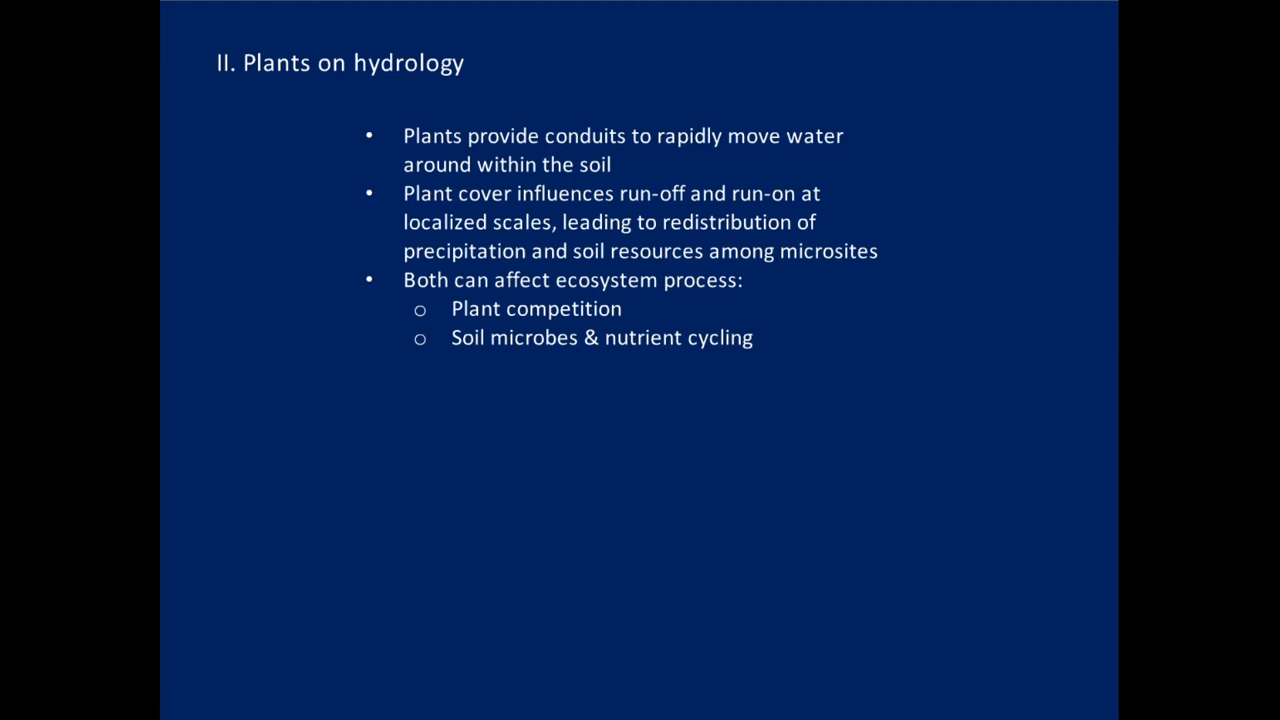 II. Plants on hydrology
• Plants provide conduits to rapidly move water
around within the soil
• Plant cover influences run-off and run-on at
localized scales, leading to redistribution of
precipitation and soil resources among microsites
• Both can affect ecosystem process:
o Plant competition
o Soil microbes & nutrient cycling